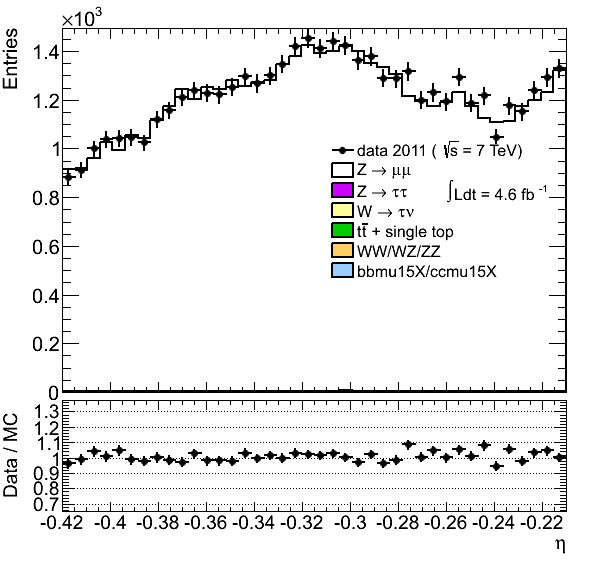 ×10³
Entries
1.4
1.2
1
0.8
0.6
0.4
0.2
0
data 2011 ( √s = 7 TeV)
Z → μμ
Z → ττ
∫Ldt = 4.6 fb⁻¹
W → τν
tt̄ + single top
WW/WZ/ZZ
bbmu15X/ccmu15X
Data / MC
1.3
1.2
1.1
1
0.9
0.8
0.7
-0.42 -0.4 -0.38 -0.36 -0.34 -0.32 -0.3 -0.28 -0.26 -0.24 -0.22
η